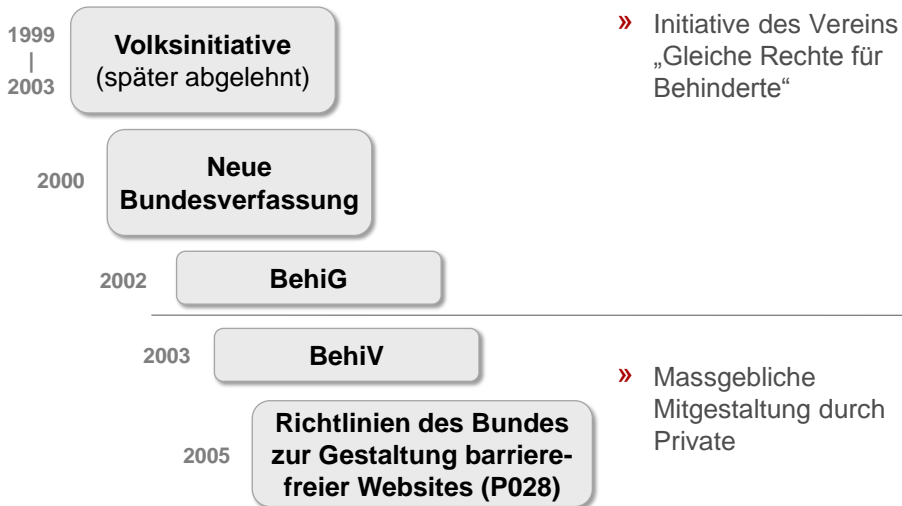 1999
|
2003
Volksinitiative
(später abgelehnt)
» Initiative des Vereins
„Gleiche Rechte für
Behinderte“
2000
Neue
Bundesverfassung
2002
BehiG
2003
BehiV
» Massgebliche
Mitgestaltung durch
Private
2005
Richtlinien des Bundes
zur Gestaltung barriere-
freier Websites (P028)